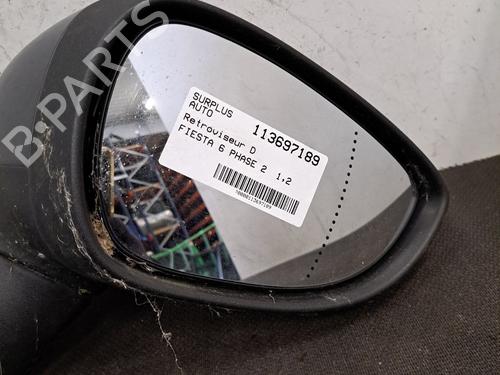 SURPLUS
AUTO
113697189
Retroviseur D
FIESTA 6 PHASE 2 1,2
B-PARTS